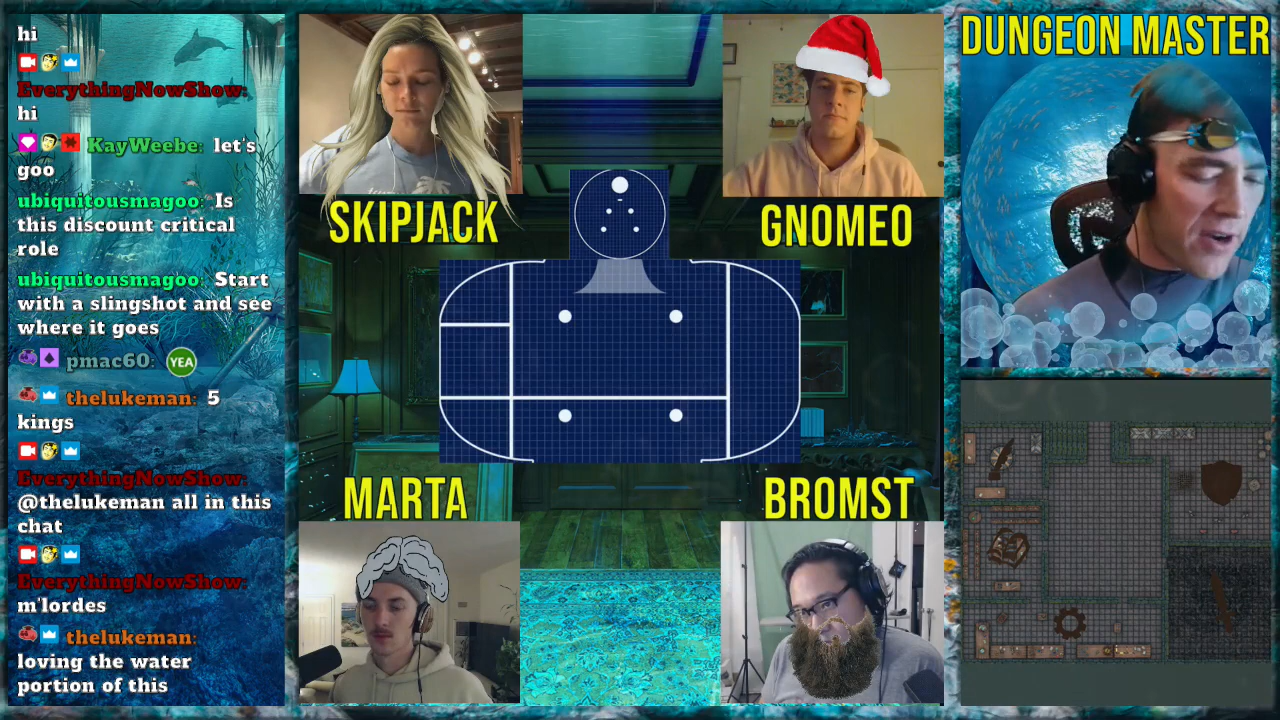 hi
EverythingNowShow:
hi
KayWeebe: let's
goo
ubiquitousmagoo: Is
this discount critical
role
ubiquitousmagoo: Start
with a slingshot and see
where it goes
pmac60: YEA
thelukeman: 5
kings
EverythingNowShow:
@thelukeman all in this
chat
EverythingNowShow:
m'lordes
thelukeman:
loving the water
portion of this
SKIPJACK
GNOMEO
MARTA
BROMST
DUNGEON MASTER